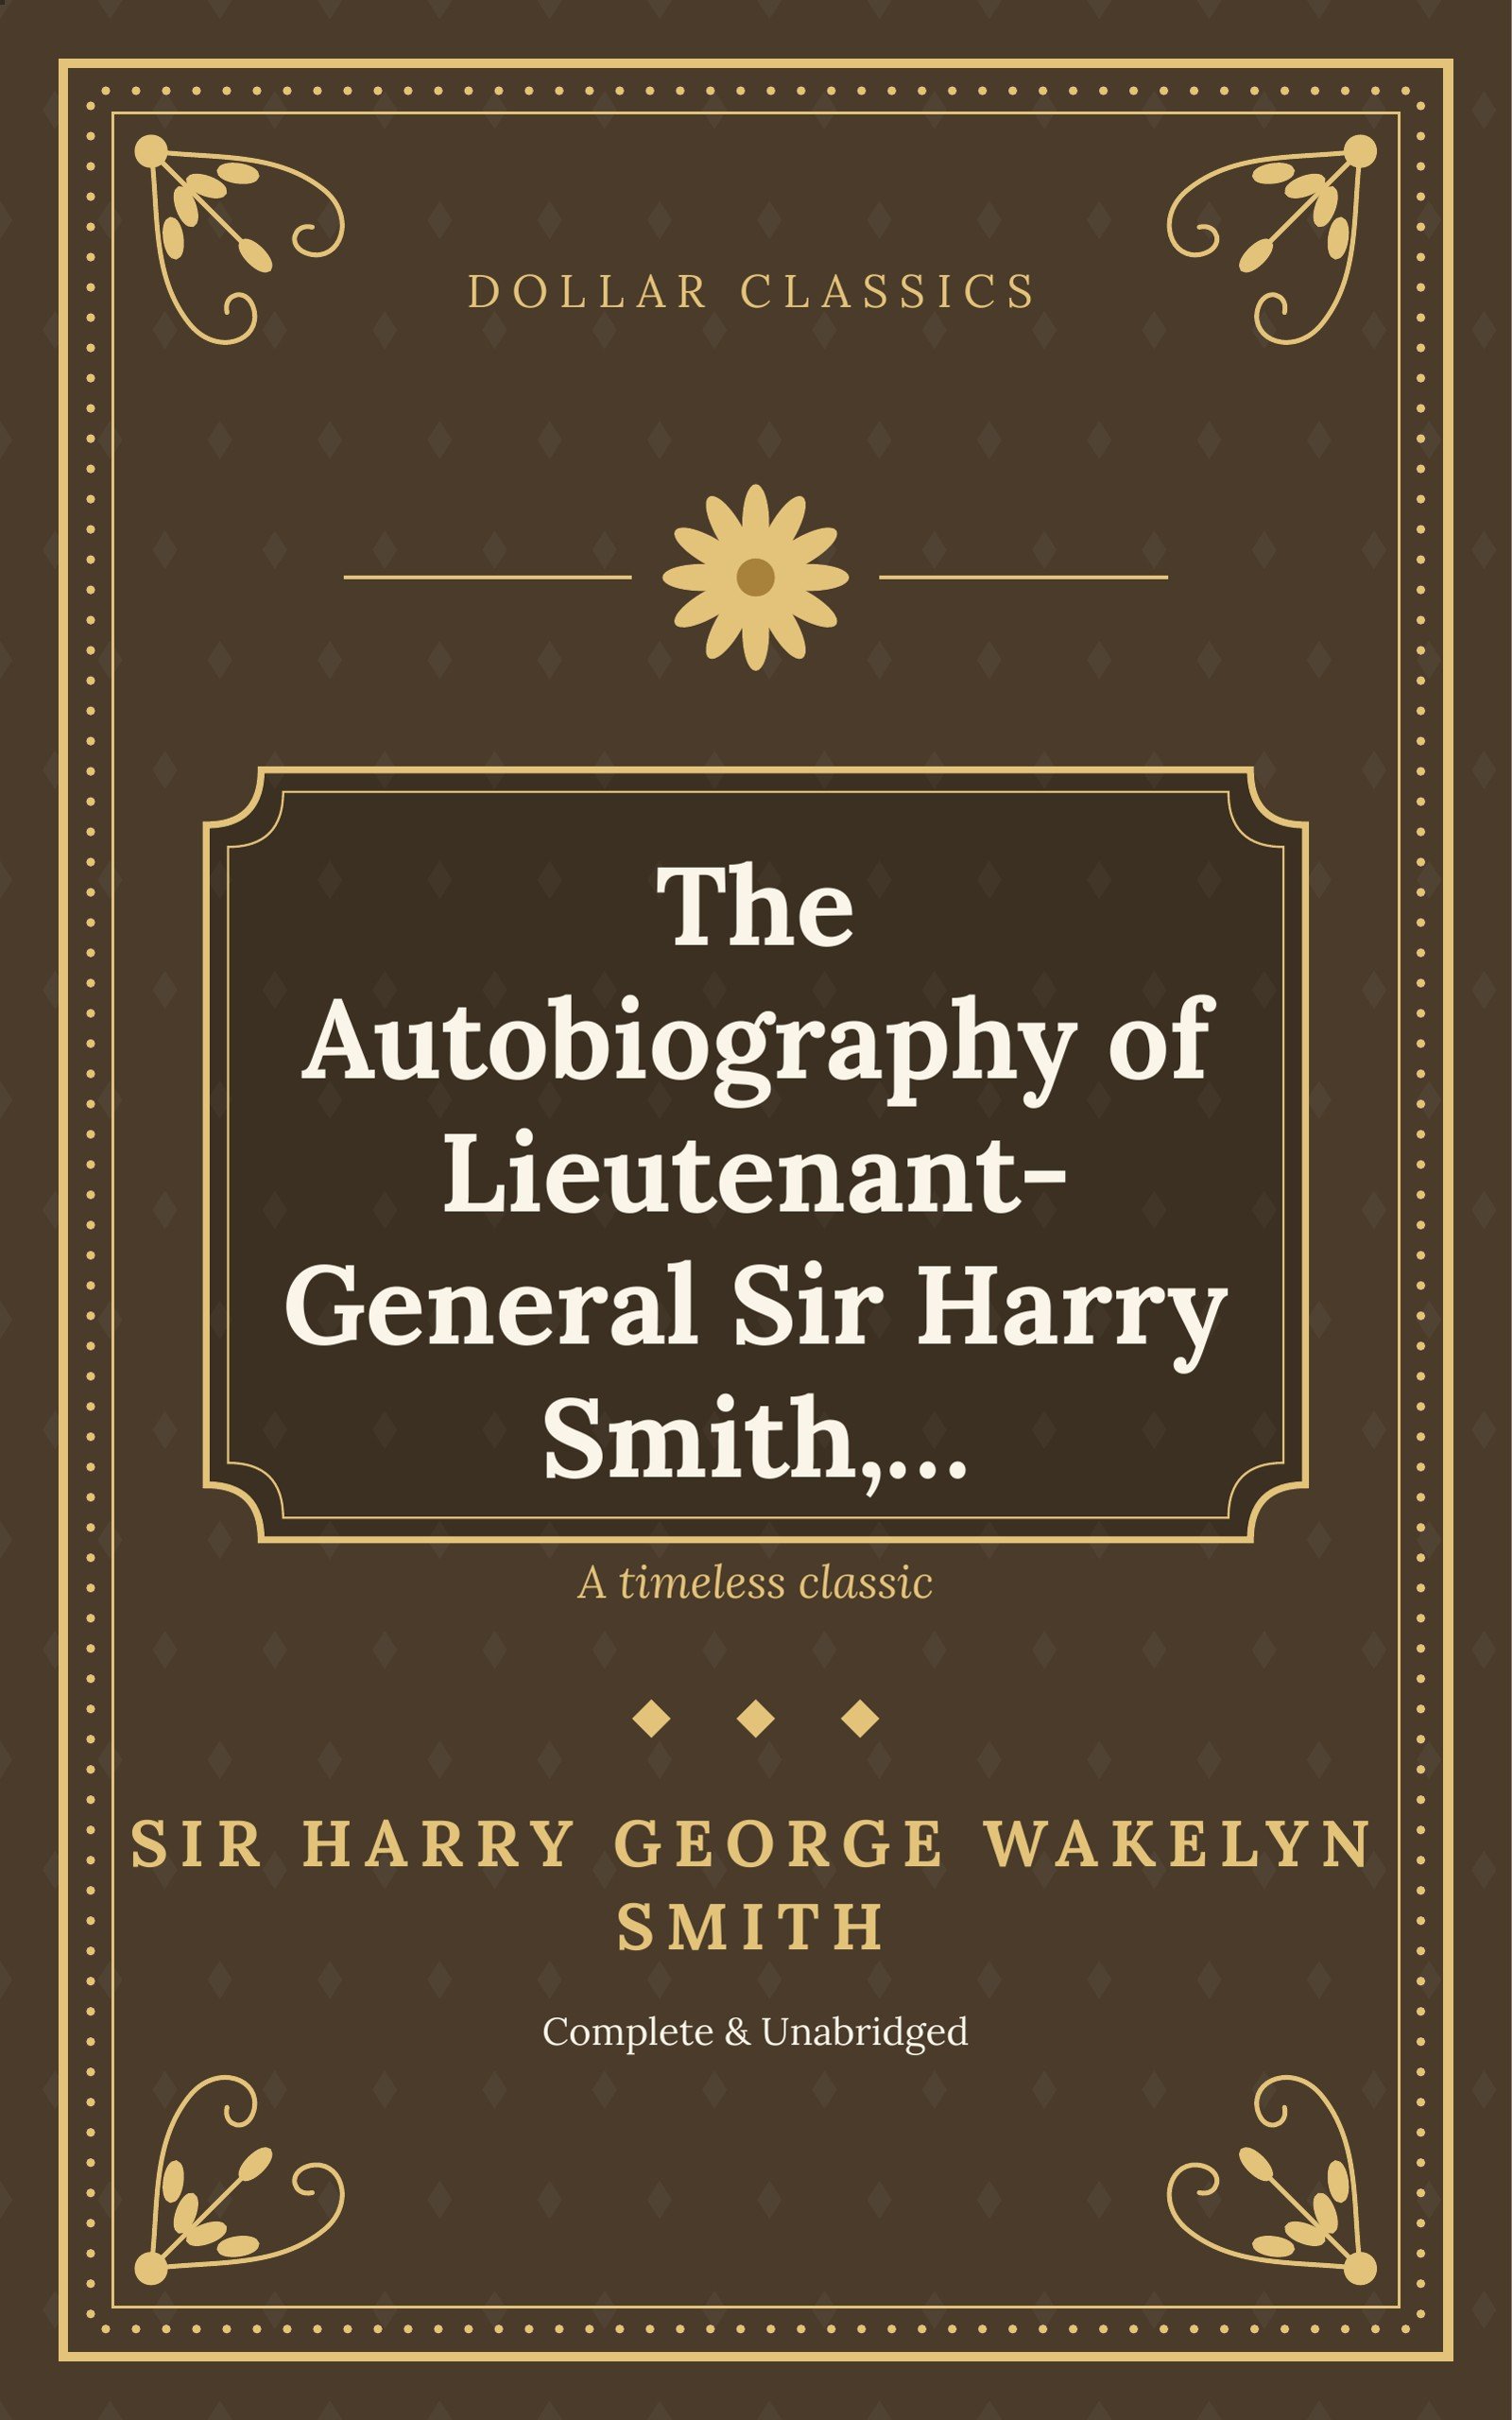 DOLLAR CLASSICS
The
Autobiography of
Lieutenant-
General Sir Harry
Smith,...
A timeless classic
SIR HARRY GEORGE WAKELYN
SMITH
Complete & Unabridged